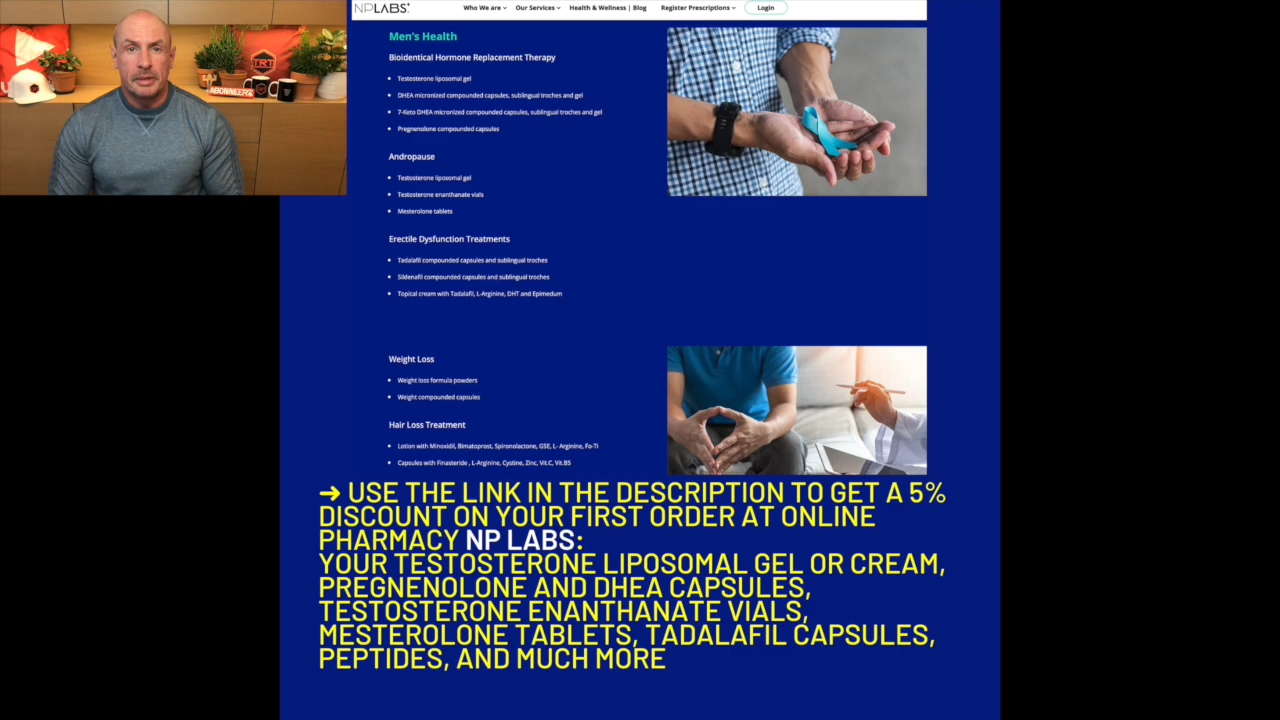 NPLABS
Who We are
Our Services
Health & Wellness | Blog
Register Prescriptions
Login
TRT
ABONNEER
Men's Health
Bioidentical Hormone Replacement Therapy
Testosterone liposomal gel
DHEA micronized compounded capsules, sublingual troches and gel
7-Keto DHEA micronized compounded capsules, sublingual troches and gel
Pregnenolone compounded capsules
Andropause
Testosterone liposomal gel
Testosterone enanthanate vials
Mesterolone tablets
Erectile Dysfunction Treatments
Tadalafil compounded capsules and sublingual troches
Sildenafil compounded capsules and sublingual troches
Topical cream with Tadalafil, L-Arginine, DHT and Epimedum
Weight Loss
Weight loss formula powders
Weight compounded capsules
Hair Loss Treatment
Lotion with Minoxidil, Bimatoprost, Spironolactone, GSE, L- Arginine, Fo-Ti
Capsules with Finasteride , L-Arginine, Cystine, Zinc, Vit.C, Vit.B5
➜ USE THE LINK IN THE DESCRIPTION TO GET A 5%
DISCOUNT ON YOUR FIRST ORDER AT ONLINE
PHARMACY NP LABS:
YOUR TESTOSTERONE LIPOSOMAL GEL OR CREAM,
PREGNENOLONE AND DHEA CAPSULES,
TESTOSTERONE ENANTHANATE VIALS,
MESTEROLONE TABLETS, TADALAFIL CAPSULES,
PEPTIDES, AND MUCH MORE